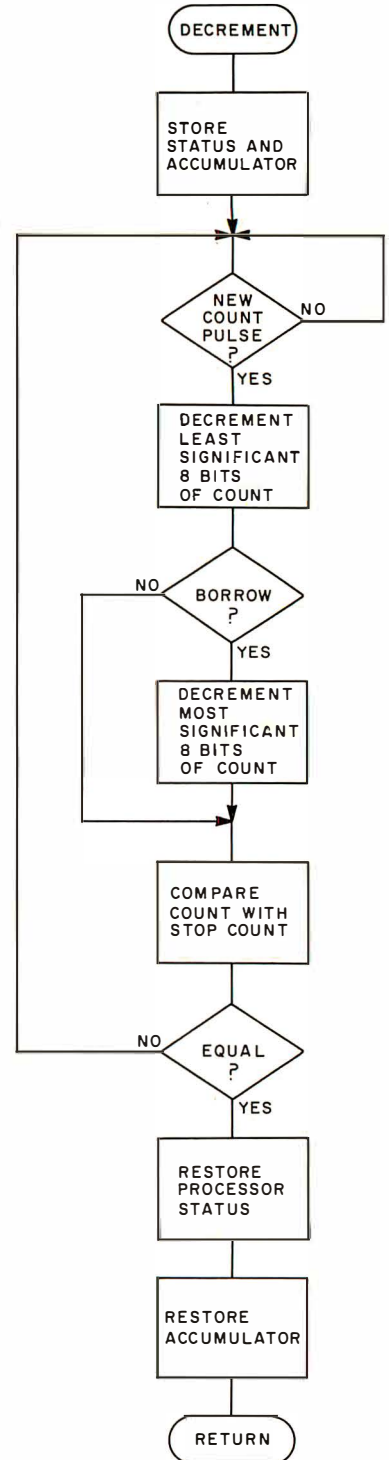 DECREMENT
STORE
STATUS AND
ACCUMULATOR
NEW
COUNT
PULSE
?
NO
YES
DECREMENT
LEAST
SIGNIFICANT
8 BITS
OF COUNT
NO
BORROW
?
YES
DECREMENT
MOST
SIGNIFICANT
8 BITS
OF COUNT
COMPARE
COUNT WITH
STOP COUNT
NO
EQUAL
?
YES
RESTORE
PROCESSOR
STATUS
RESTORE
ACCUMULATOR
RETURN